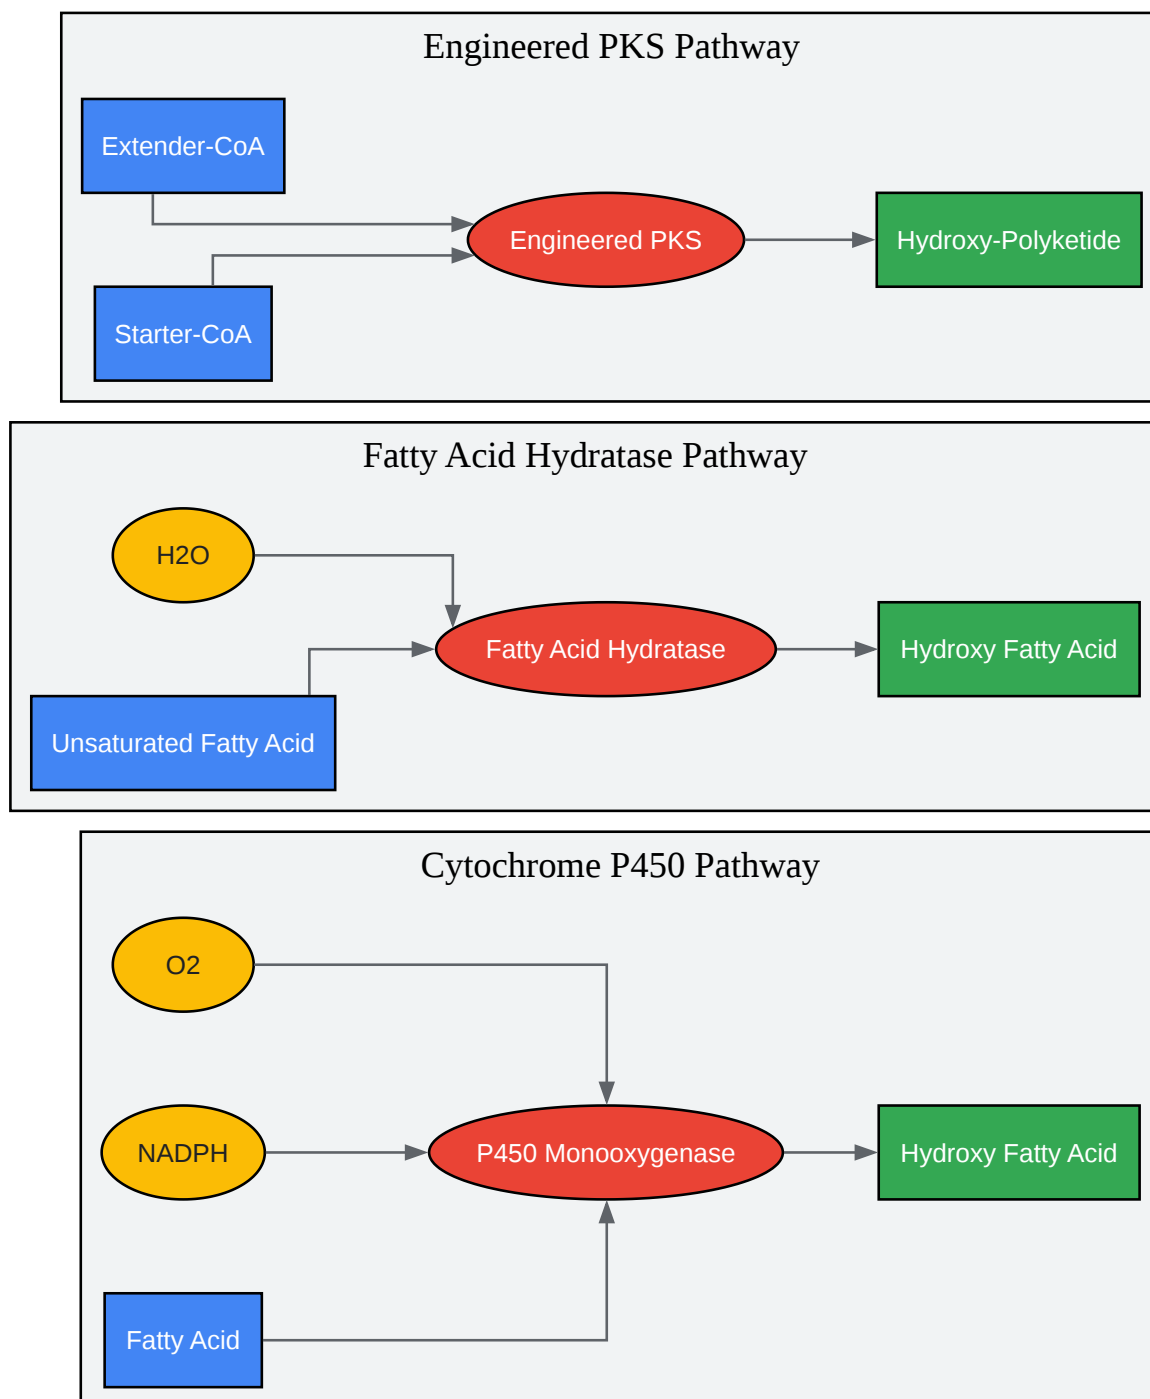 Engineered PKS Pathway
Extender-CoA
Engineered PKS
Hydroxy-Polyketide
Starter-CoA
Fatty Acid Hydratase Pathway
H2O
Fatty Acid Hydratase
Hydroxy Fatty Acid
Unsaturated Fatty Acid
Cytochrome P450 Pathway
O2
NADPH
P450 Monooxygenase
Hydroxy Fatty Acid
Fatty Acid